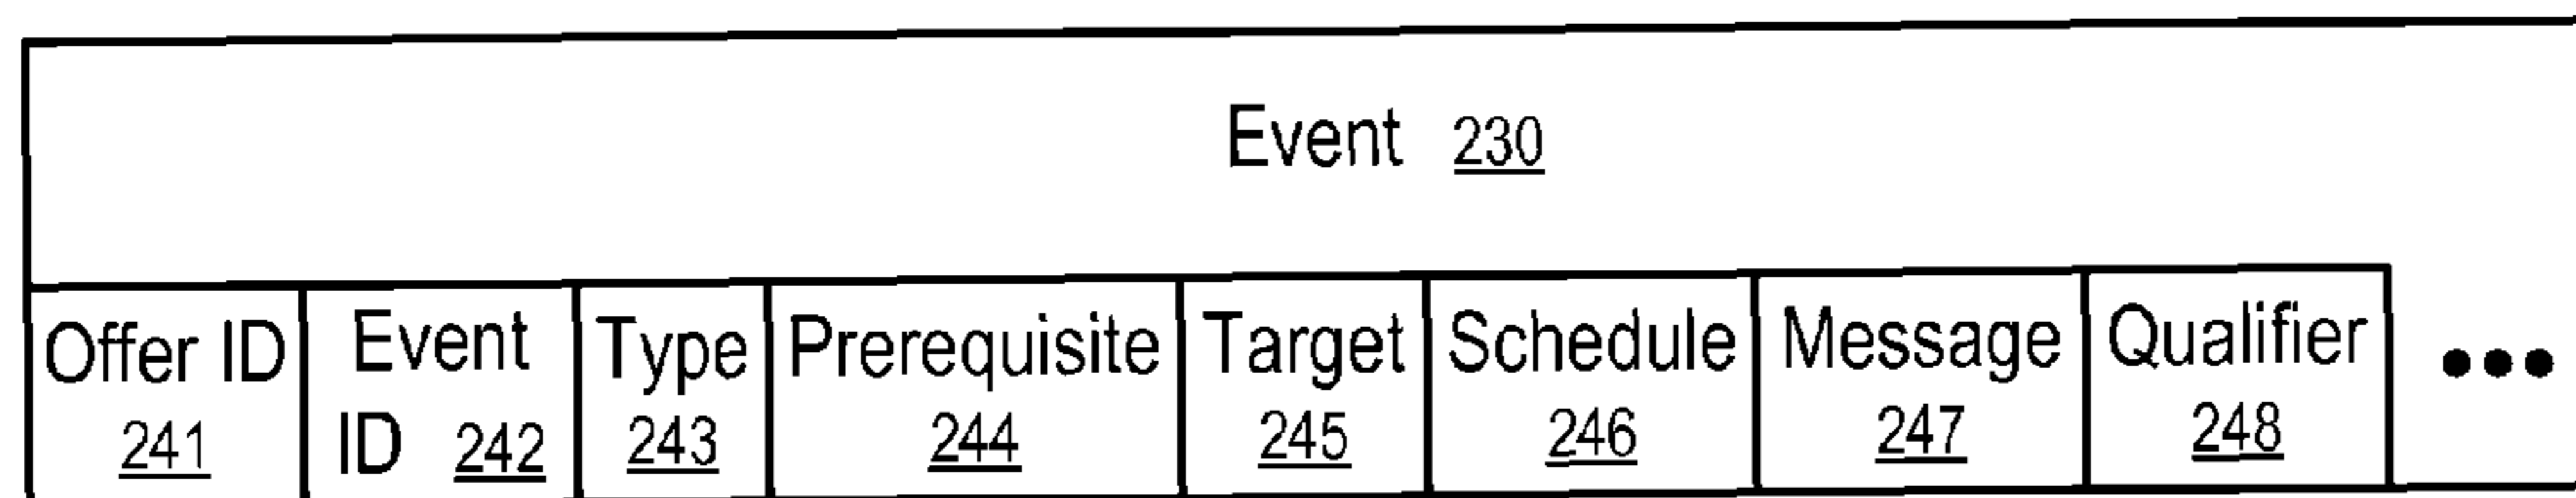 Event 230
Offer ID Event Type Prerequisite Target Schedule Message Qualifier •••
241 ID 242 243 244 245 246 247 248